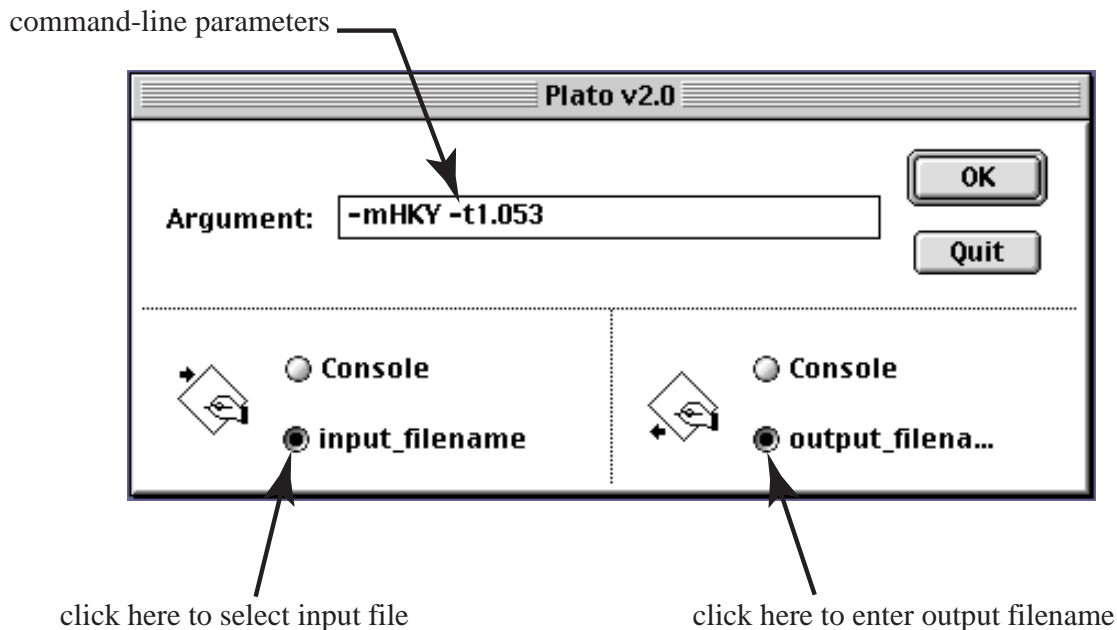 command-line parameters
Plato v2.0
Argument: -mHKY -t1.053
OK
Quit
Console
input_filename
Console
output_filena...
click here to select input file
click here to enter output filename